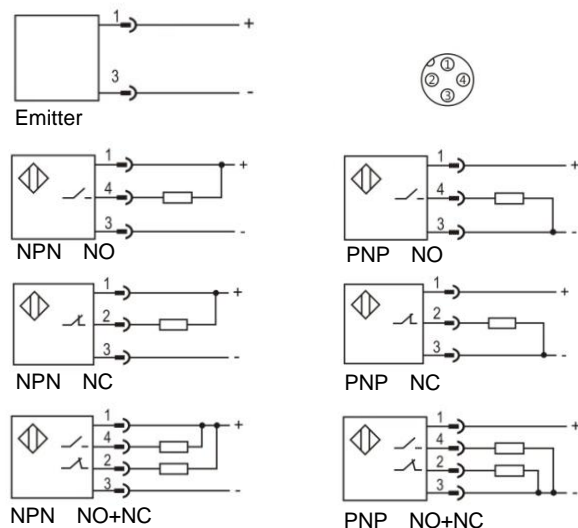 1 +
3 -
Emitter
① ② ④ ③
1 +
4
3 -
NPN NO
1 +
4
3 -
PNP NO
1 +
2
3 -
NPN NC
1 +
2
3 -
PNP NC
1 +
4
2
3 -
NPN NO+NC
1 +
4
2
3 -
PNP NO+NC